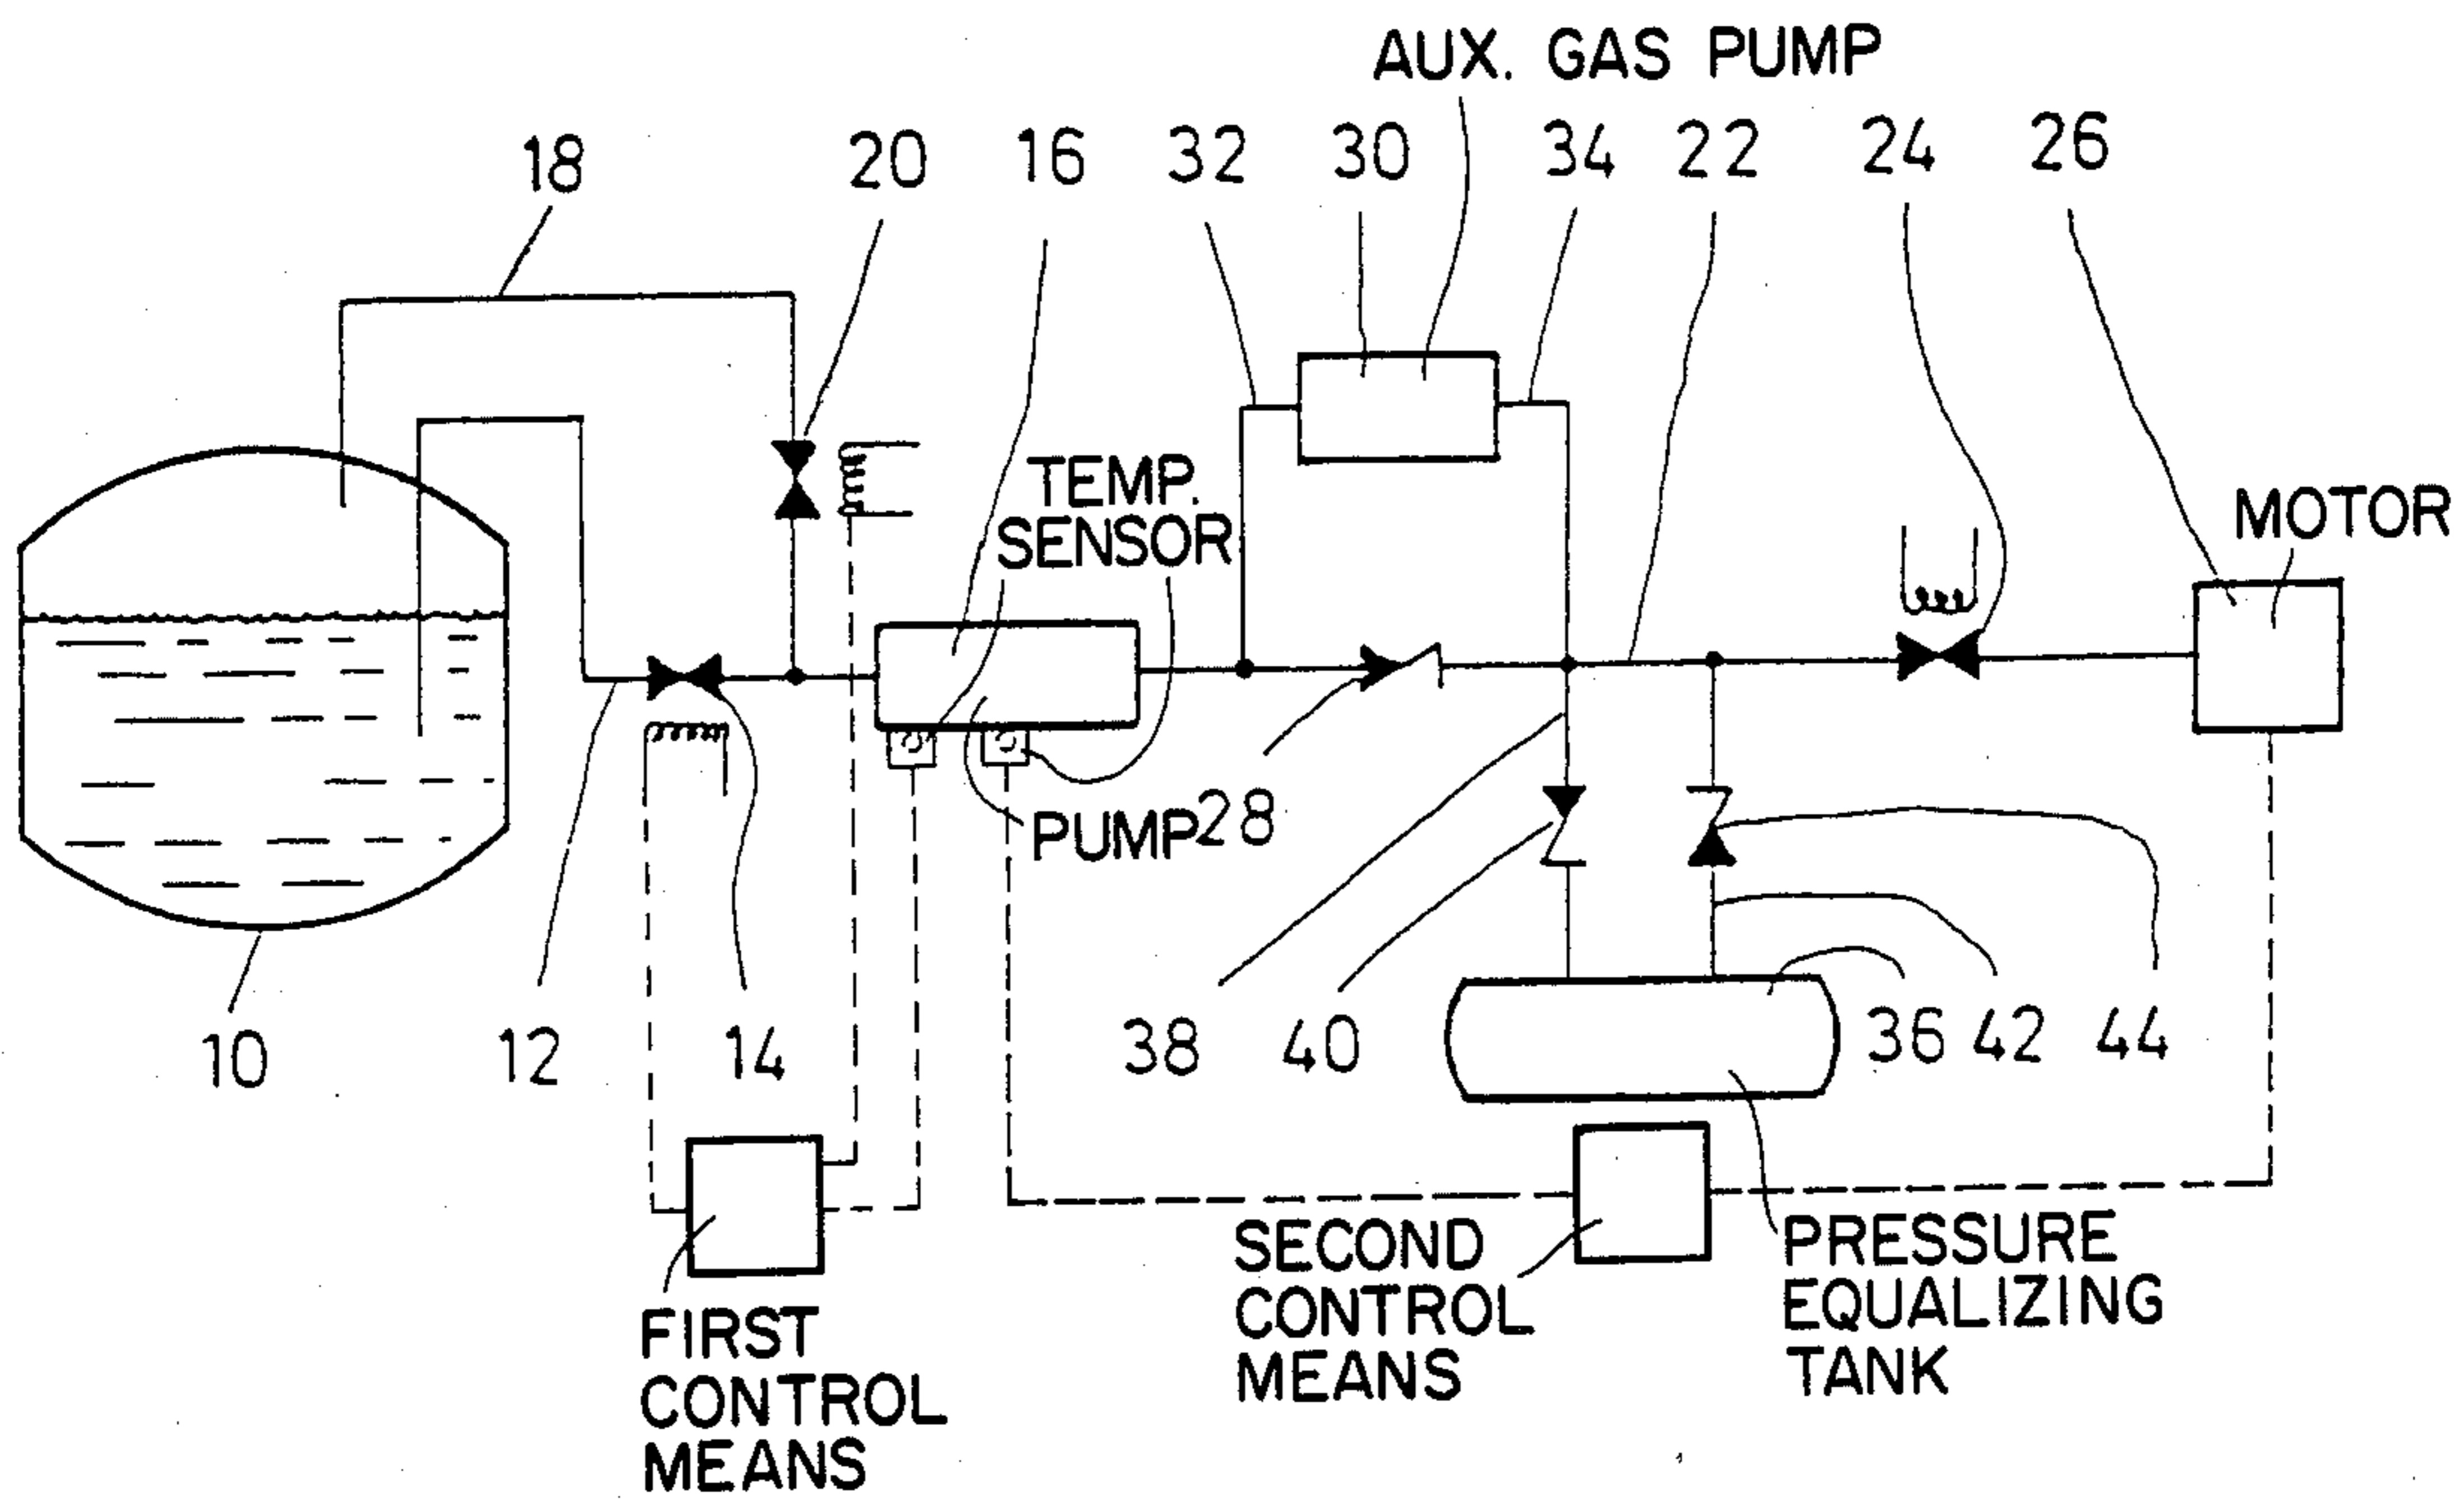 AUX. GAS PUMP
18
20
16
32
30
34
22
24
26
TEMP.
SENSOR
MOTOR
PUMP
28
10
12
14
38
40
36
42
44
FIRST
CONTROL
MEANS
SECOND
CONTROL
MEANS
PRESSURE
EQUALIZING
TANK